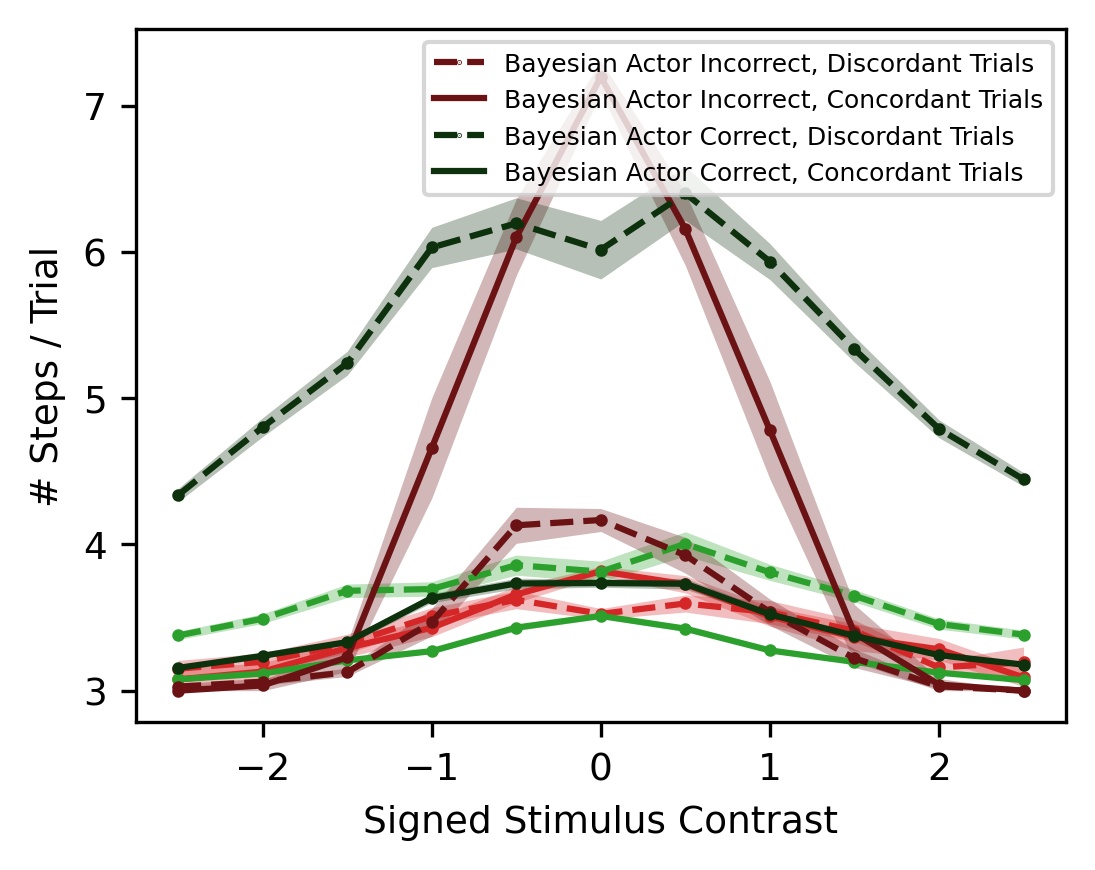 Bayesian Actor Incorrect, Discordant Trials
Bayesian Actor Incorrect, Concordant Trials
Bayesian Actor Correct, Discordant Trials
Bayesian Actor Correct, Concordant Trials
7
6
5
4
3
# Steps / Trial
−2 −1 0 1 2
Signed Stimulus Contrast